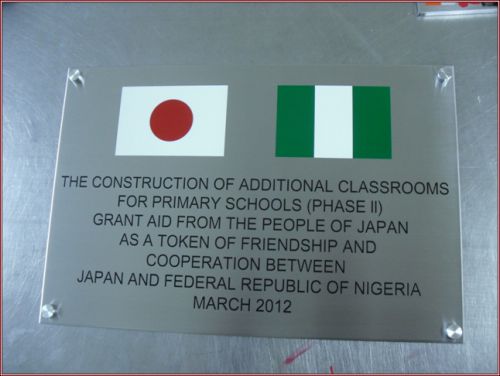 THE CONSTRUCTION OF ADDITIONAL CLASSROOMS
FOR PRIMARY SCHOOLS (PHASE II)
GRANT AID FROM THE PEOPLE OF JAPAN
AS A TOKEN OF FRIENDSHIP AND
COOPERATION BETWEEN
JAPAN AND FEDERAL REPUBLIC OF NIGERIA
MARCH 2012